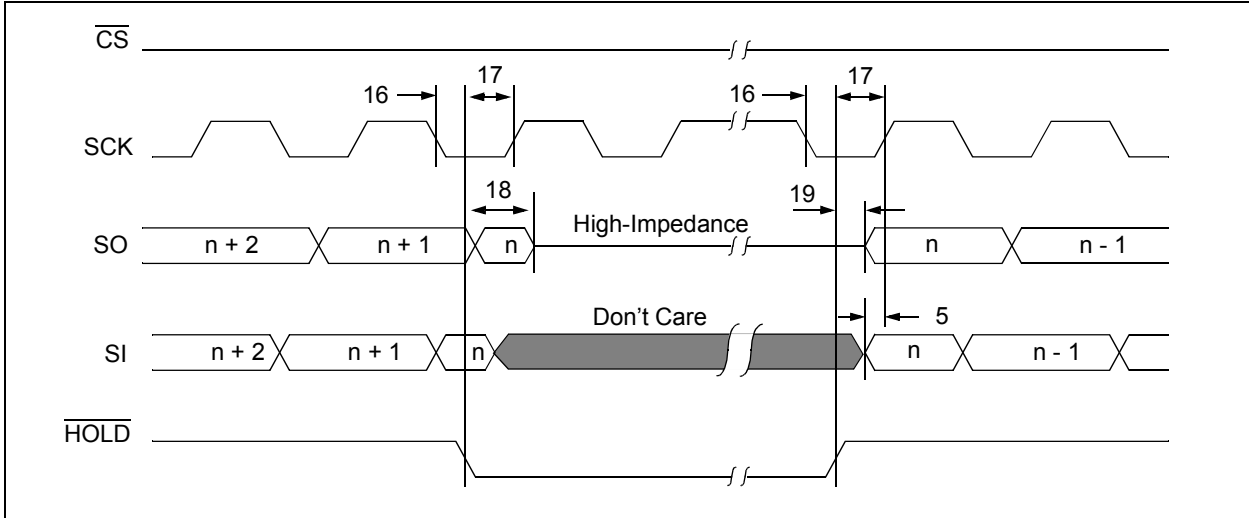 CS
17
17
16
16
SCK
18
19
High-Impedance
SO
n + 2
n + 1
n
n
n - 1
5
Don't Care
SI
n + 2
n + 1
n
n
n - 1
HOLD